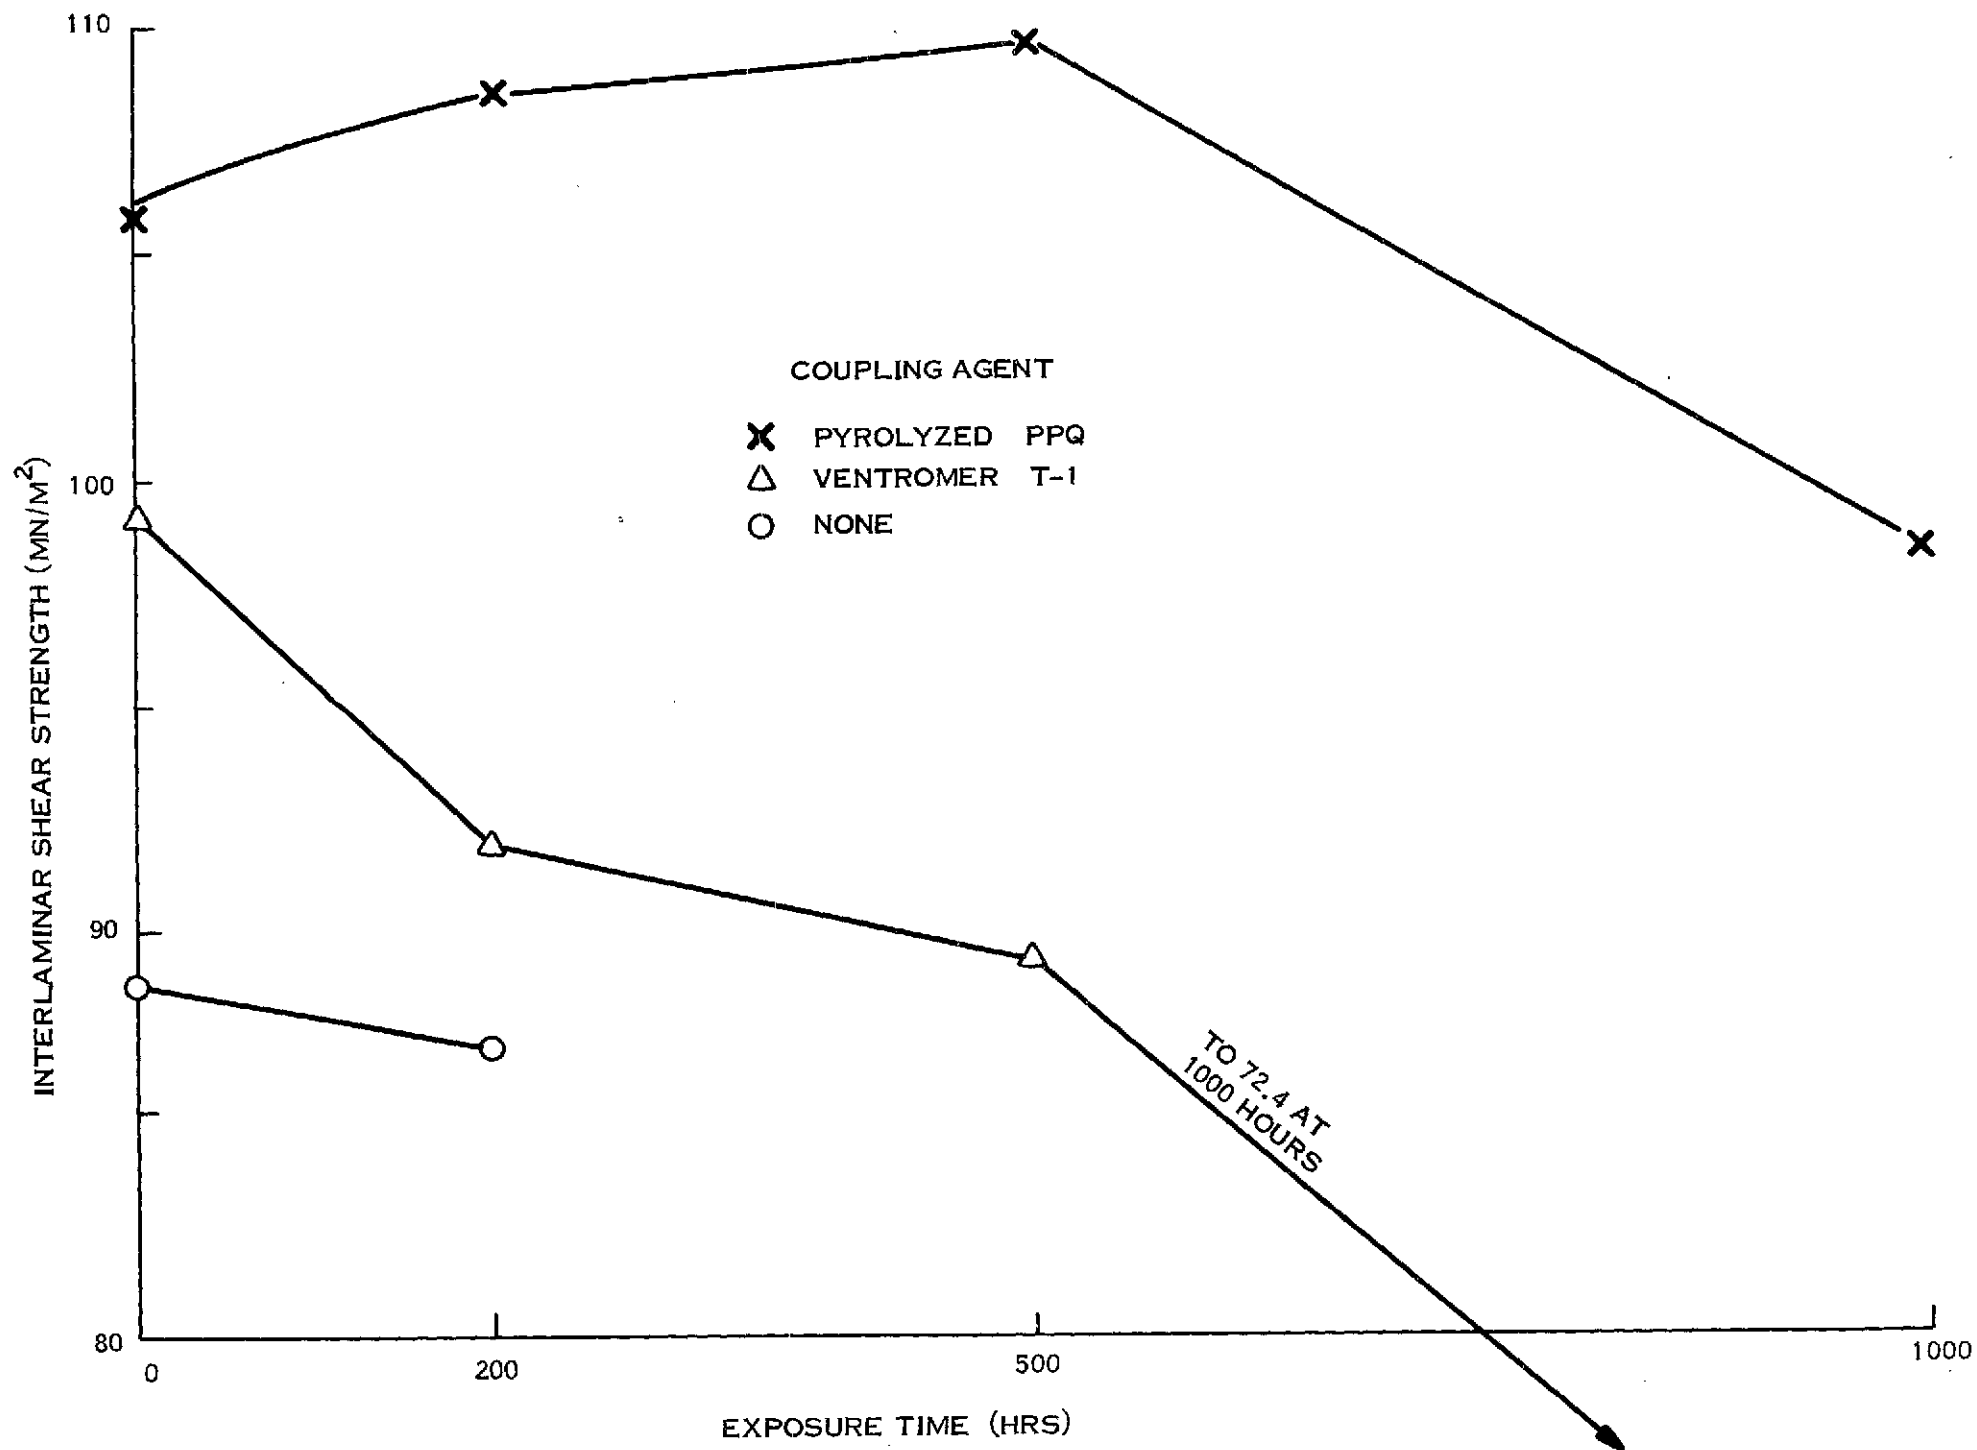 110
100
90
80
INTERLAMINAR SHEAR STRENGTH (MN/M²)
COUPLING AGENT
PYROLYZED PPQ
VENTROMER T-1
NONE
TO 72.4 AT
1000 HOURS
0
200
500
1000
EXPOSURE TIME (HRS)